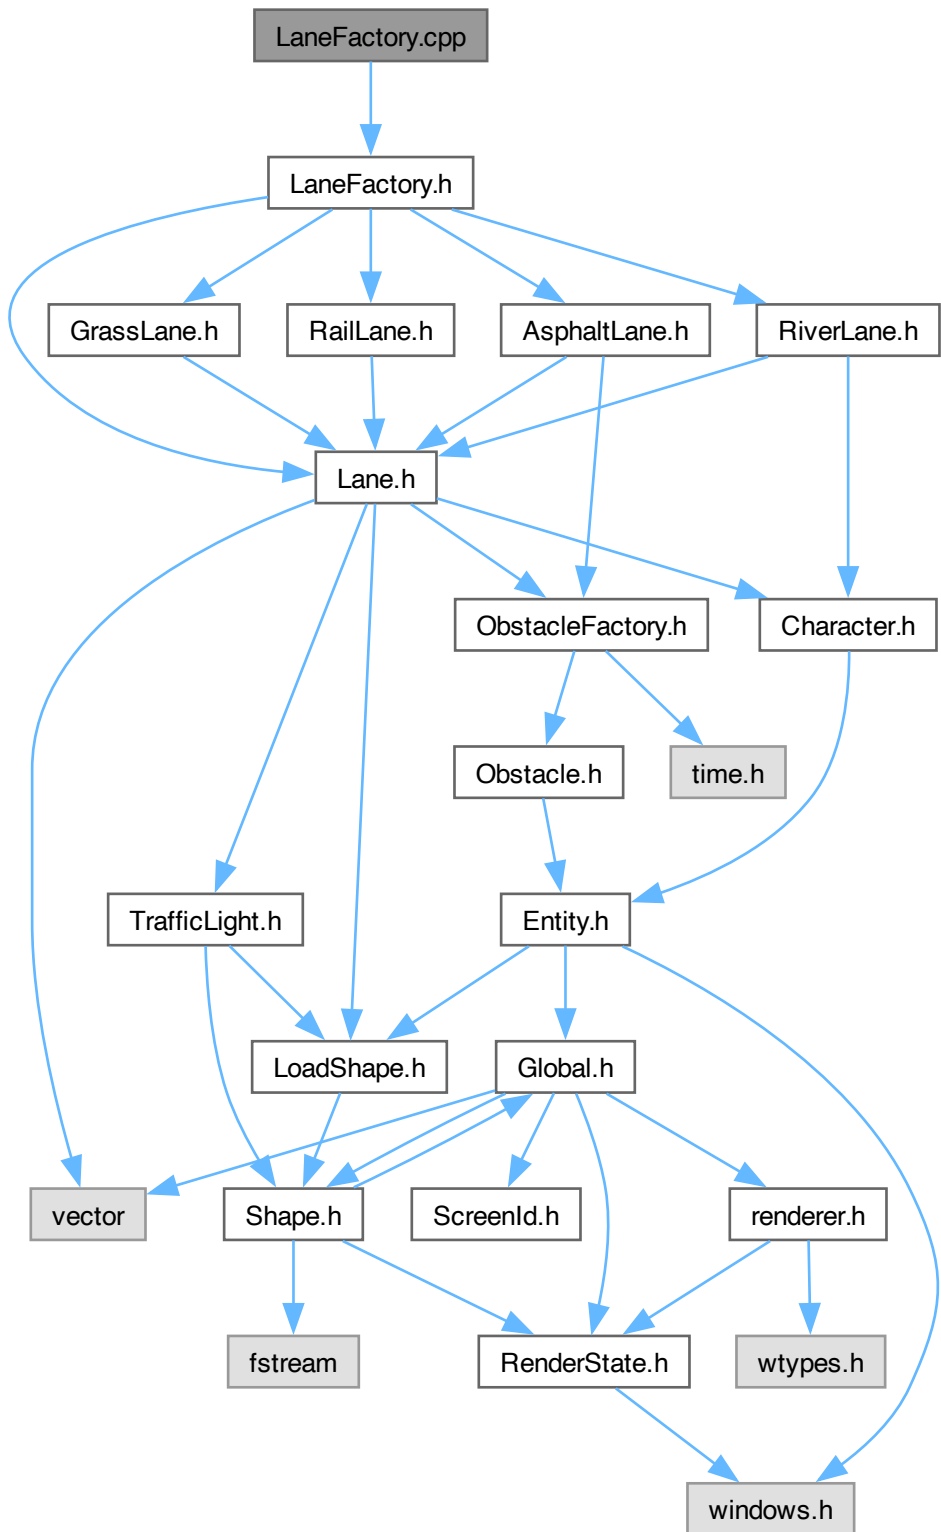 LaneFactory.cpp
LaneFactory.h
GrassLane.h
RailLane.h
AsphaltLane.h
RiverLane.h
Lane.h
ObstacleFactory.h
Character.h
Obstacle.h
time.h
TrafficLight.h
Entity.h
LoadShape.h
Global.h
vector
Shape.h
ScreenId.h
renderer.h
fstream
RenderState.h
wtypes.h
windows.h